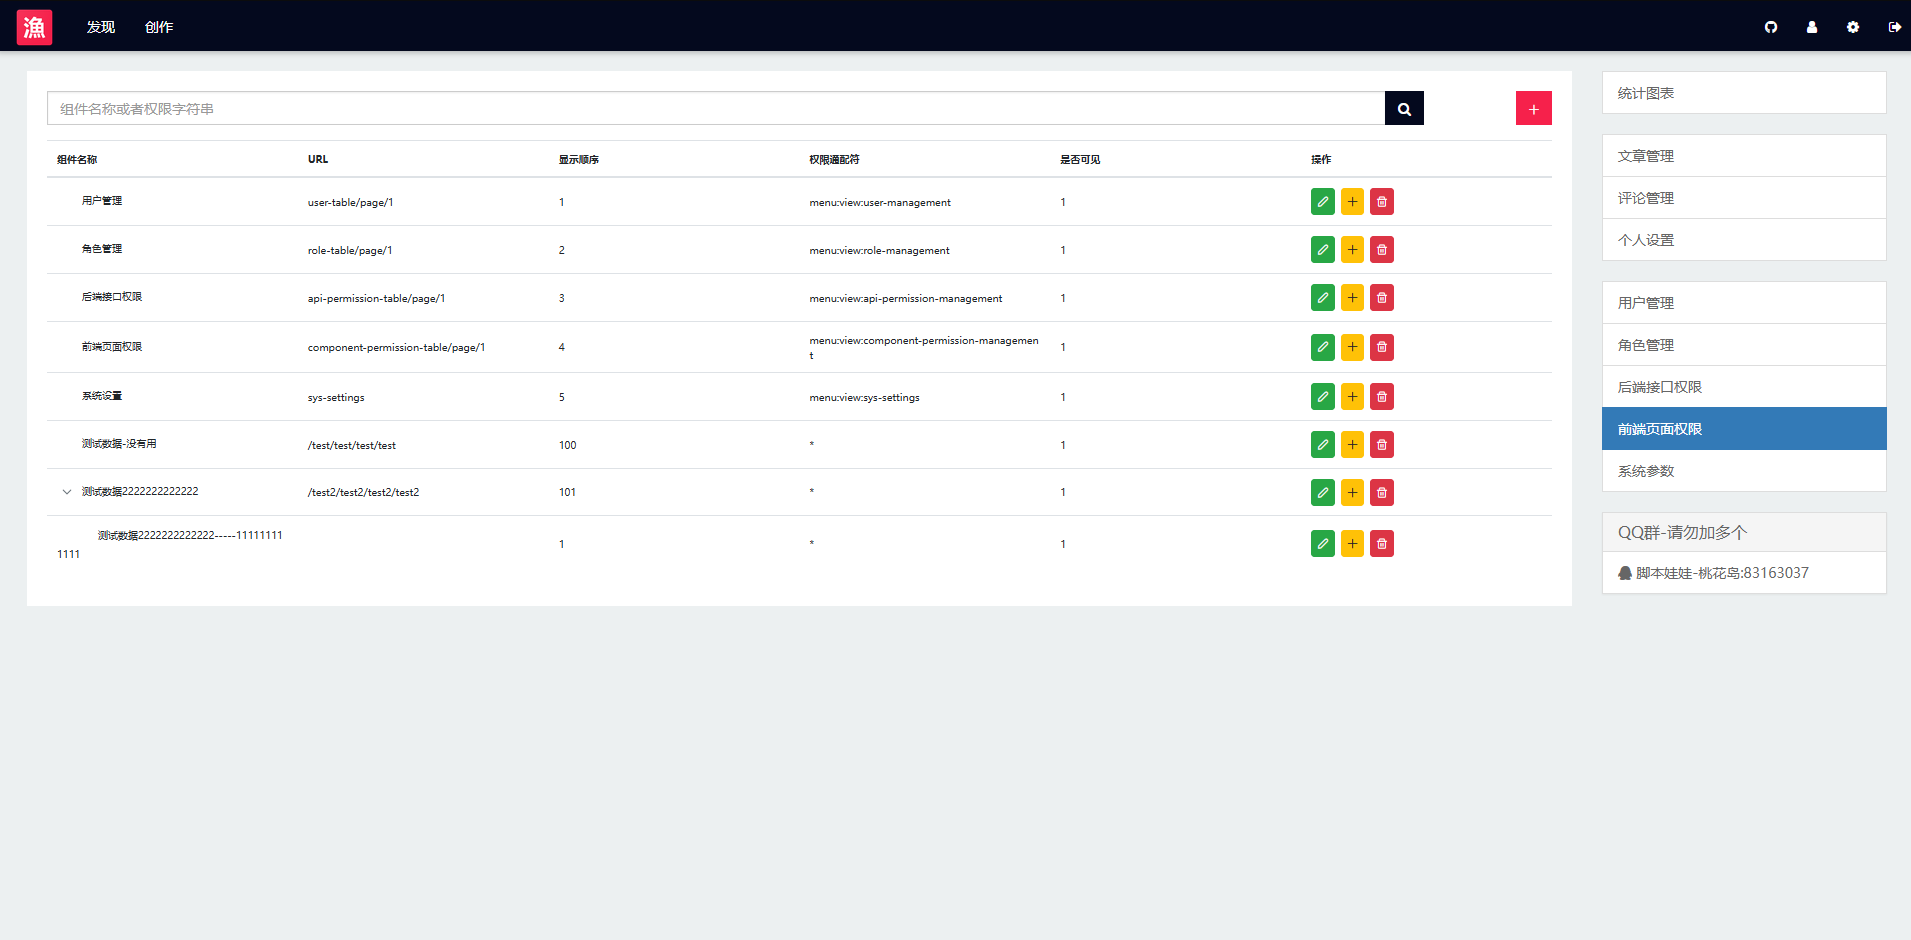 漁
发现 创作
组件名称或者权限字符串
组件名称 URL 显示顺序 权限通配符 是否可见 操作
用户管理 user-table/page/1 1 menu:view:user-management 1
角色管理 role-table/page/1 2 menu:view:role-management 1
后端接口权限 api-permission-table/page/1 3 menu:view:api-permission-management 1
前端页面权限 component-permission-table/page/1 4 menu:view:component-permission-managemen 1
t
系统设置 sys-settings 5 menu:view:sys-settings 1
测试数据-没有用 /test/test/test/test 100 * 1
测试数据2222222222222 /test2/test2/test2/test2 101 * 1
测试数据2222222222222-----11111111
1111 1 * 1
统计图表
文章管理
评论管理
个人设置
用户管理
角色管理
后端接口权限
前端页面权限
系统参数
QQ群-请勿加多个
脚本娃娃-桃花岛:83163037